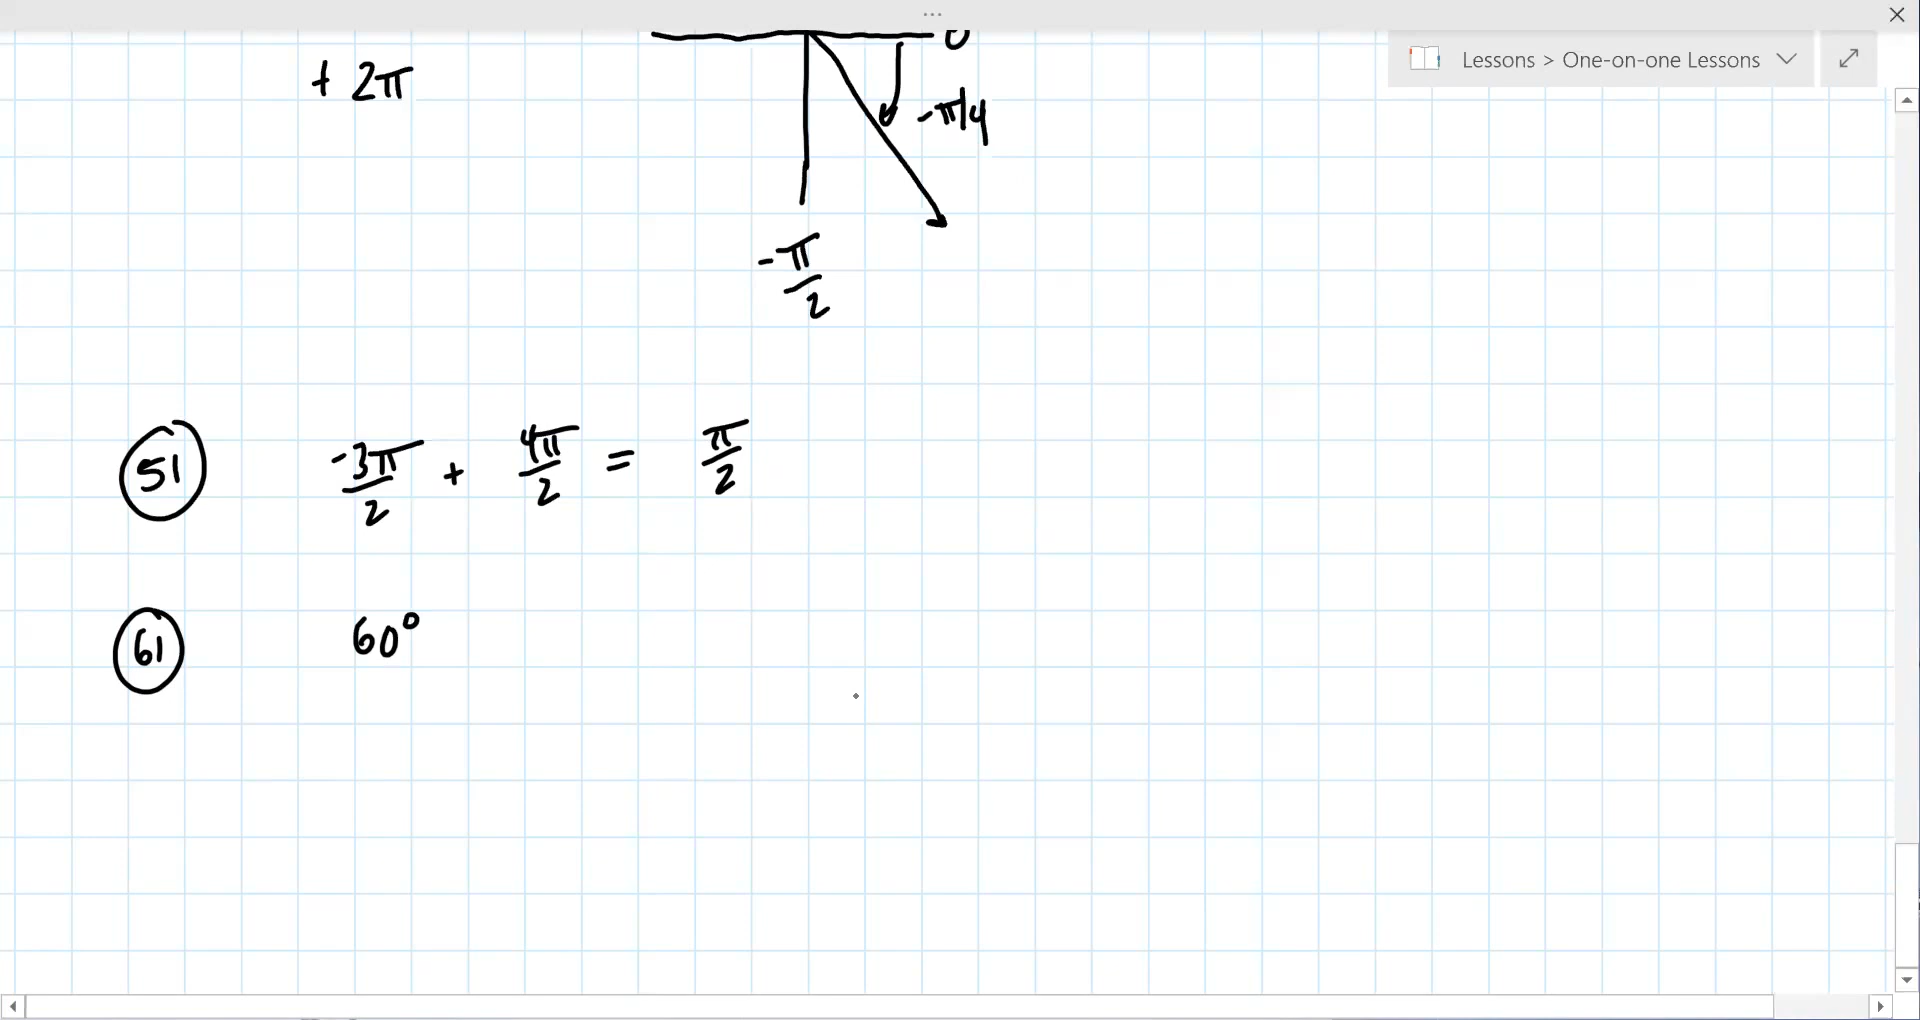 ...
Lessons > One-on-one Lessons
+ 2π
0
-π/4
-π/2
51 -3π/2 + 4π/2 = π/2
61 60°